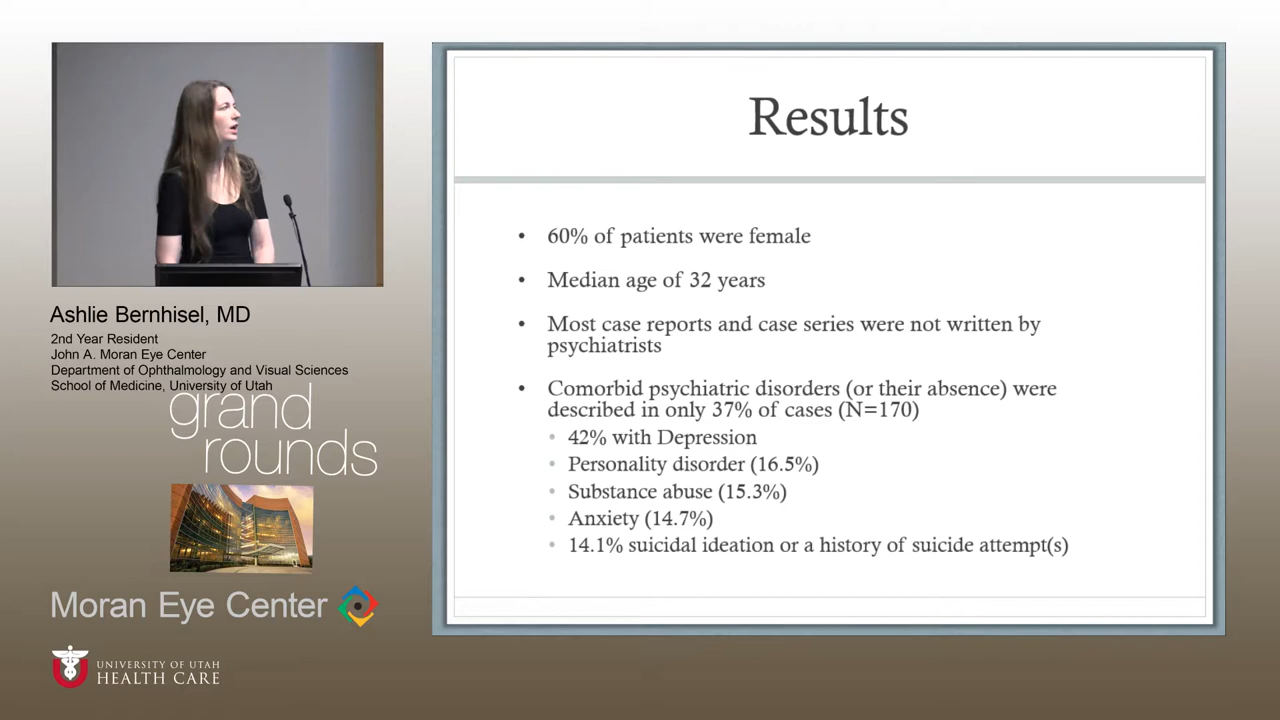 Results
• 60% of patients were female
• Median age of 32 years
• Most case reports and case series were not written by
psychiatrists
• Comorbid psychiatric disorders (or their absence) were
described in only 37% of cases (N=170)
• 42% with Depression
• Personality disorder (16.5%)
• Substance abuse (15.3%)
• Anxiety (14.7%)
• 14.1% suicidal ideation or a history of suicide attempt(s)
Ashlie Bernhisel, MD
2nd Year Resident
John A. Moran Eye Center
Department of Ophthalmology and Visual Sciences
School of Medicine, University of Utah
grand
rounds
Moran Eye Center
UNIVERSITY OF UTAH
HEALTH CARE